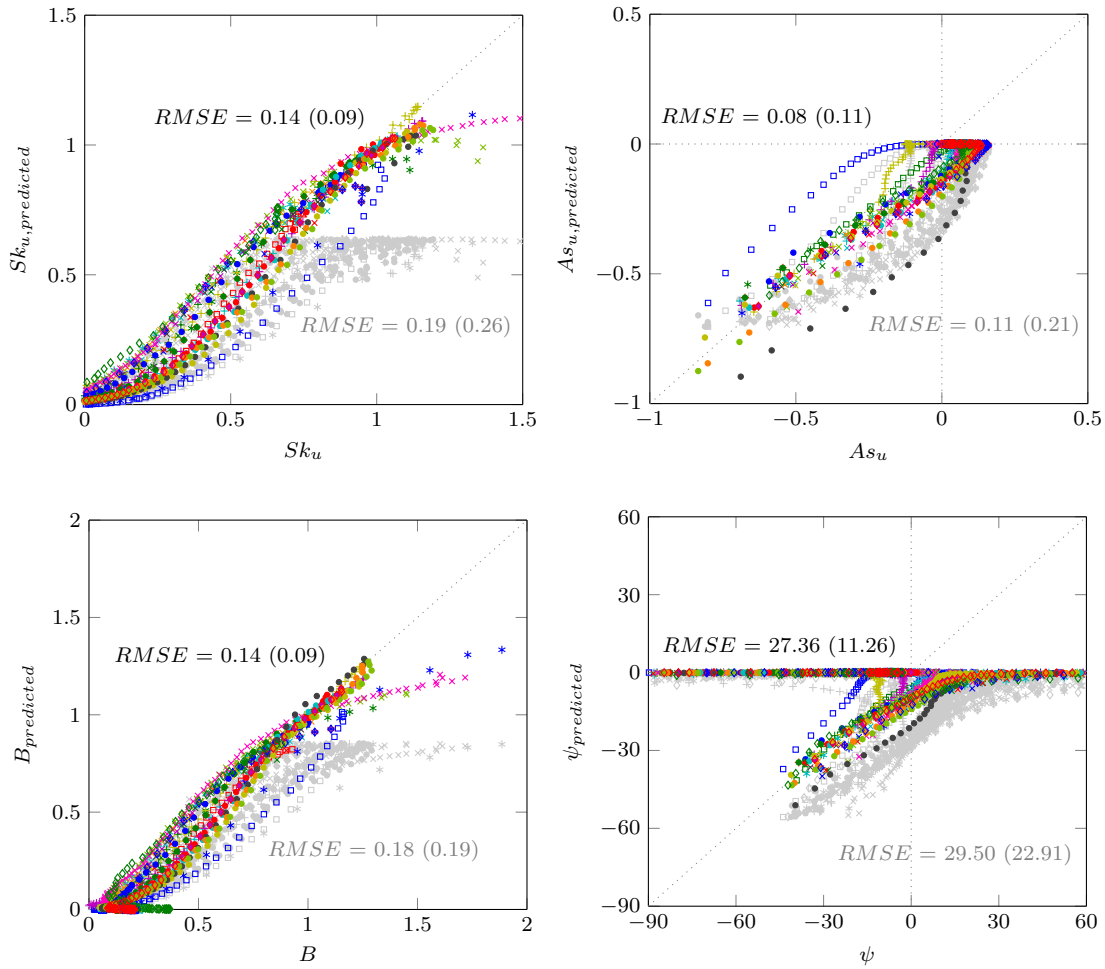 1.5
1
0.5
0
0
0.5
1
1.5
Sk_{u,predicted}
Sk_u
RMSE = 0.14 (0.09)
RMSE = 0.19 (0.26)
0.5
0
−0.5
−1
−1
−0.5
0
0.5
As_{u,predicted}
As_u
RMSE = 0.08 (0.11)
RMSE = 0.11 (0.21)
2
1.5
1
0.5
0
0
0.5
1
1.5
2
B_{predicted}
B
RMSE = 0.14 (0.09)
RMSE = 0.18 (0.19)
60
30
0
−30
−60
−90
−90
−60
−30
0
30
60
ψ_{predicted}
ψ
RMSE = 27.36 (11.26)
RMSE = 29.50 (22.91)